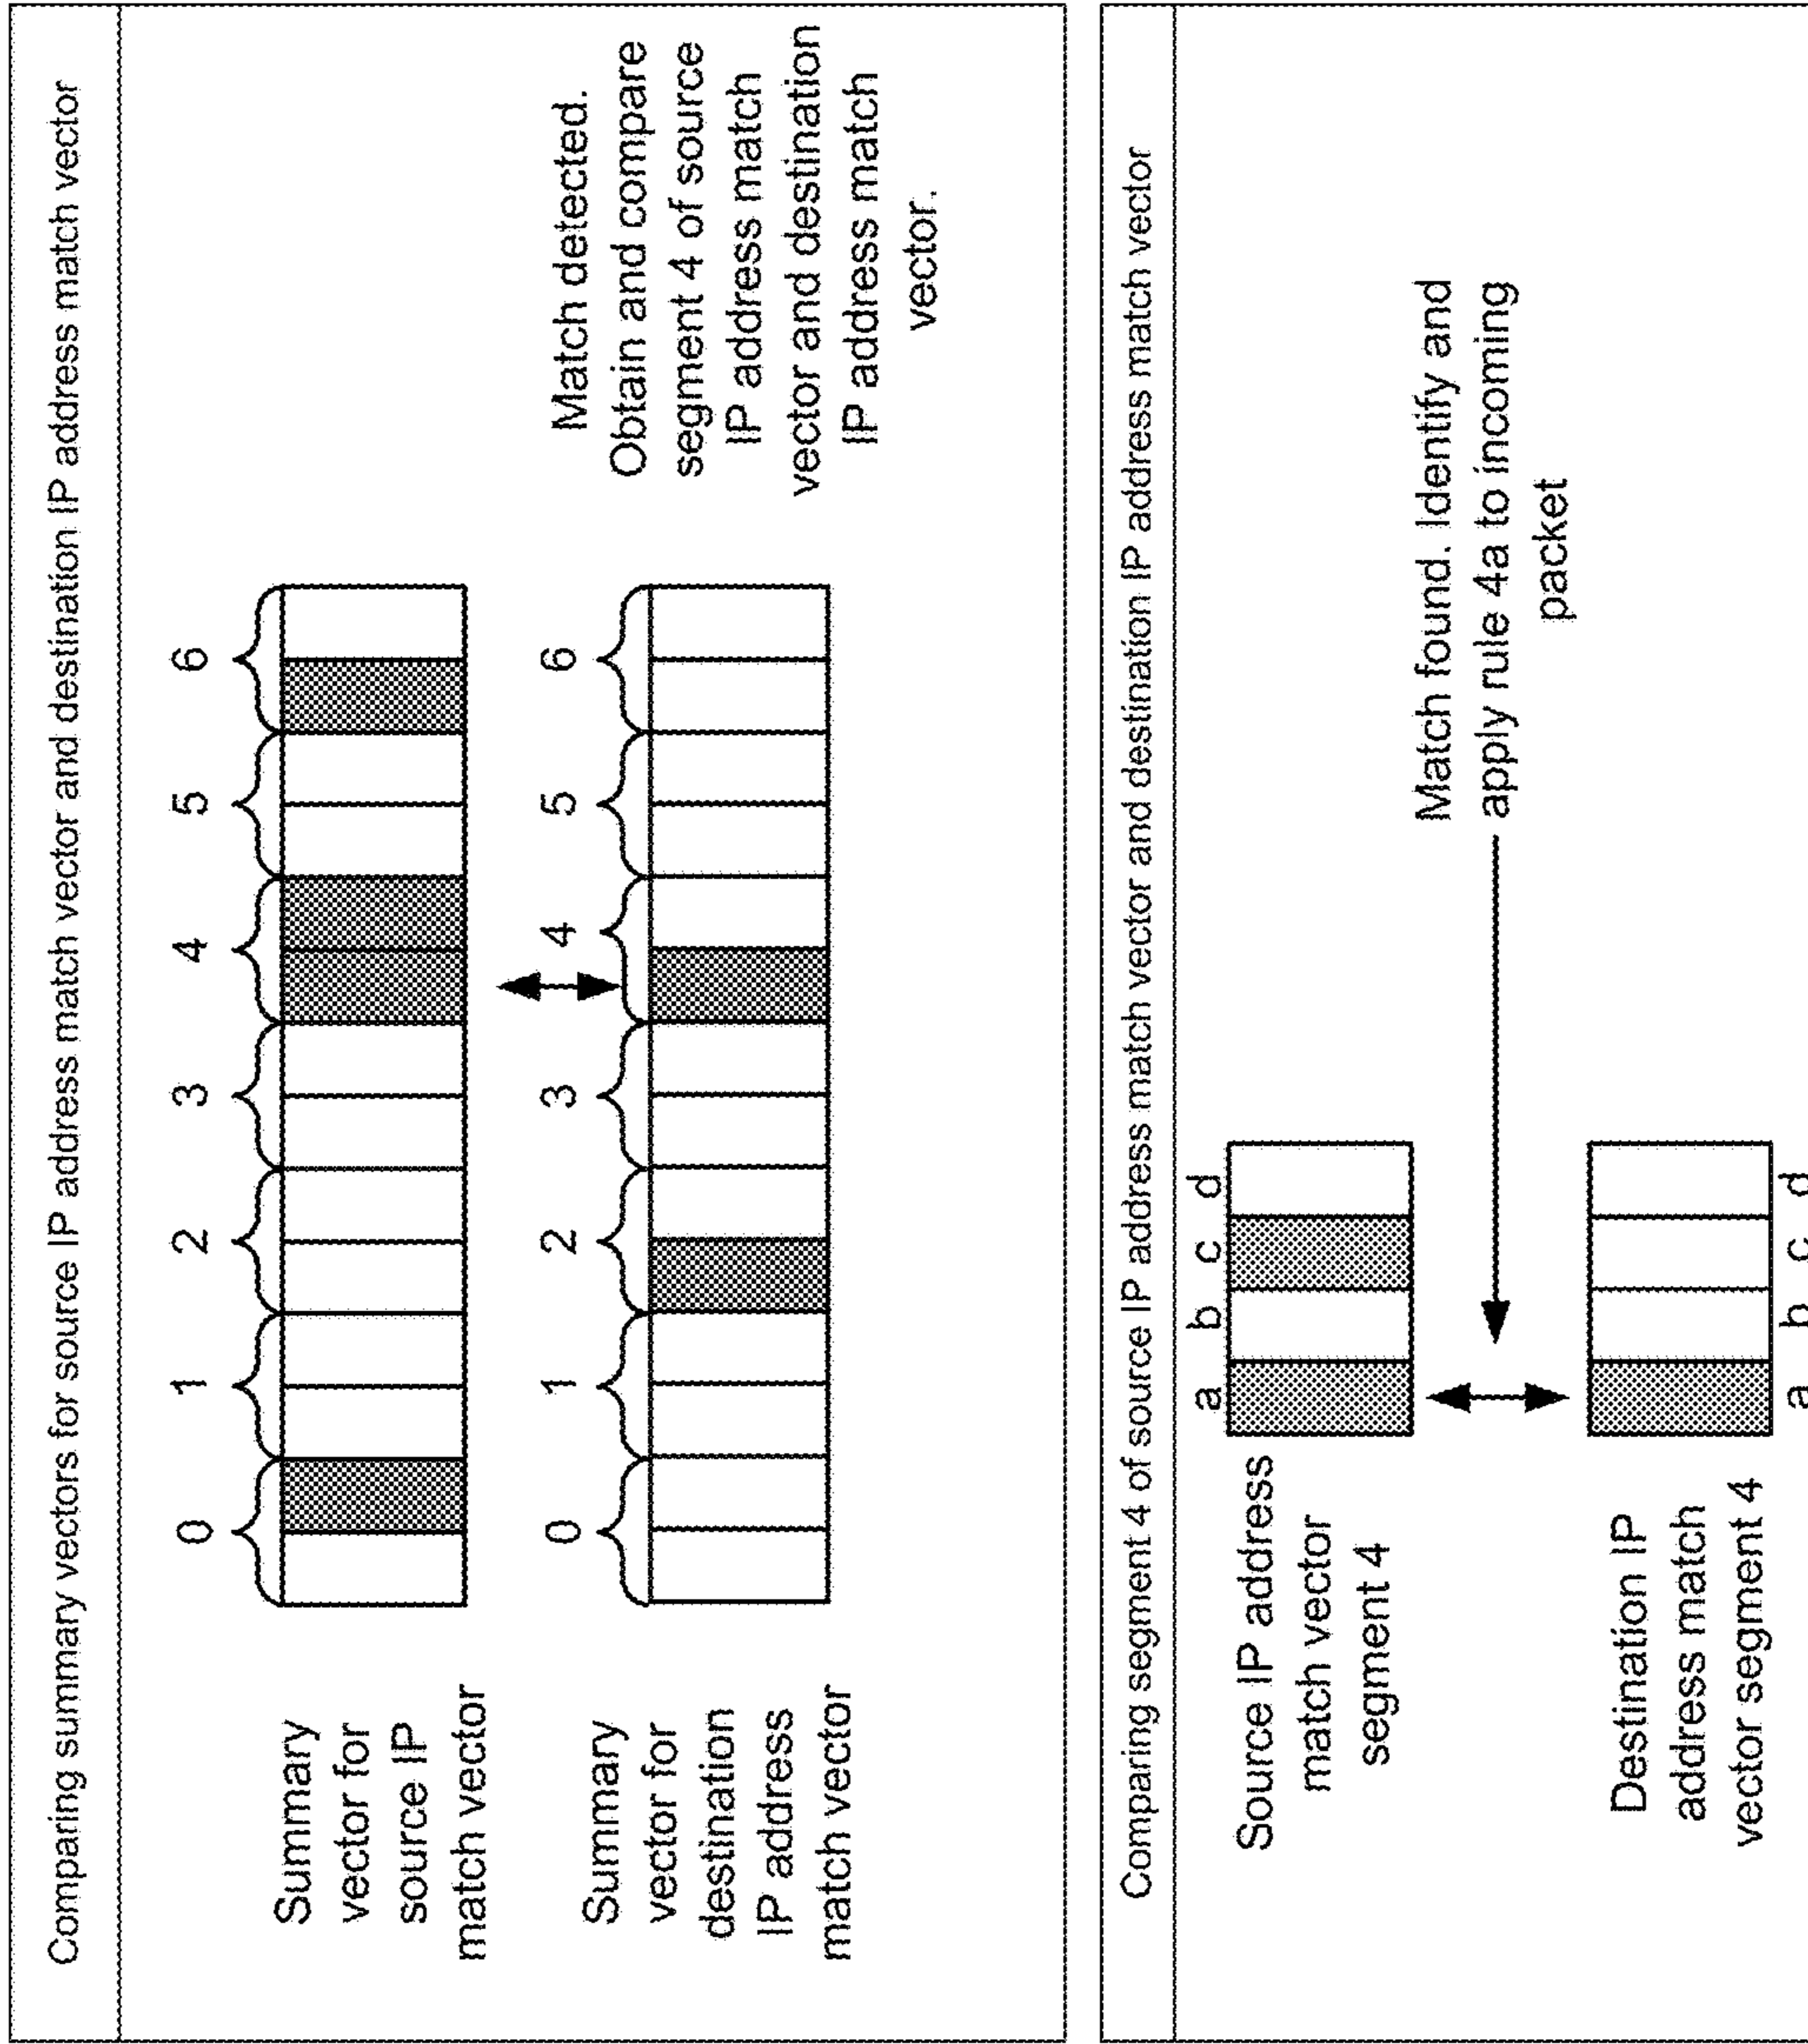 Comparing summary vectors for source IP address match vector and destination IP address match vector
0 1 2 3 4 5 6
Summary
vector for
source IP
match vector
0 1 2 3 4 5 6
Summary
vector for
destination
IP address
match vector
Match detected.
Obtain and compare
segment 4 of source
IP address match
vector and destination
IP address match
vector.
Comparing segment 4 of source IP address match vector and destination IP address match vector
a b c d
Source IP address
match vector
segment 4
Match found. Identify and
apply rule 4a to incoming
packet
Destination IP
address match
vector segment 4
a b c d